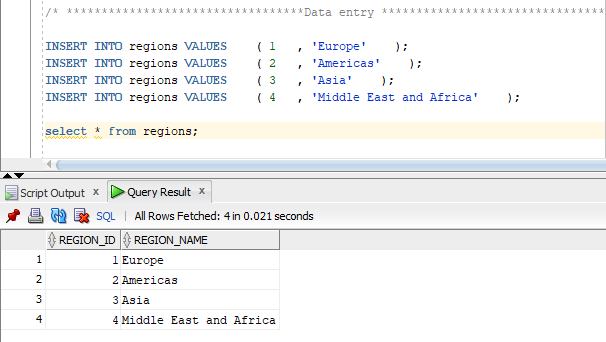 /* **********************************Data entry *********************************
INSERT INTO regions VALUES ( 1 , 'Europe' );
INSERT INTO regions VALUES ( 2 , 'Americas' );
INSERT INTO regions VALUES ( 3 , 'Asia' );
INSERT INTO regions VALUES ( 4 , 'Middle East and Africa' );
select * from regions;
Script Output x Query Result x
SQL | All Rows Fetched: 4 in 0.021 seconds
REGION_ID REGION_NAME
1 1 Europe
2 2 Americas
3 3 Asia
4 4 Middle East and Africa